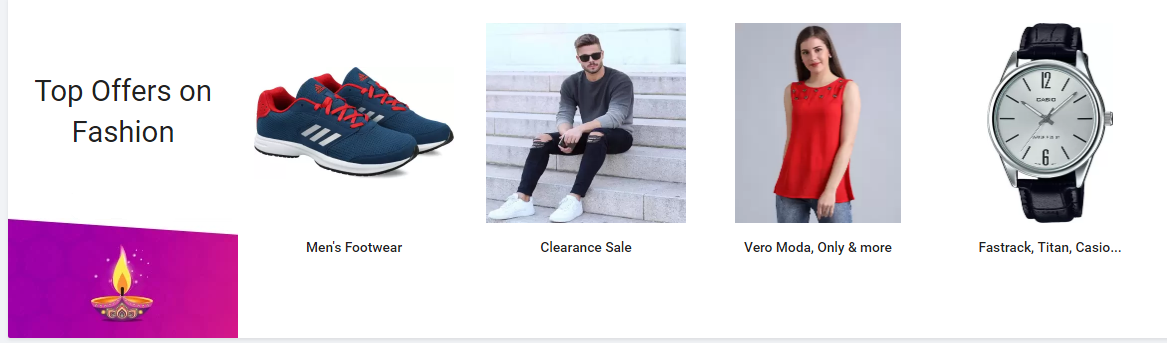 Top Offers on
Fashion
Men's Footwear
Clearance Sale
Vero Moda, Only & more
Fastrack, Titan, Casio...
12
CASIO
6